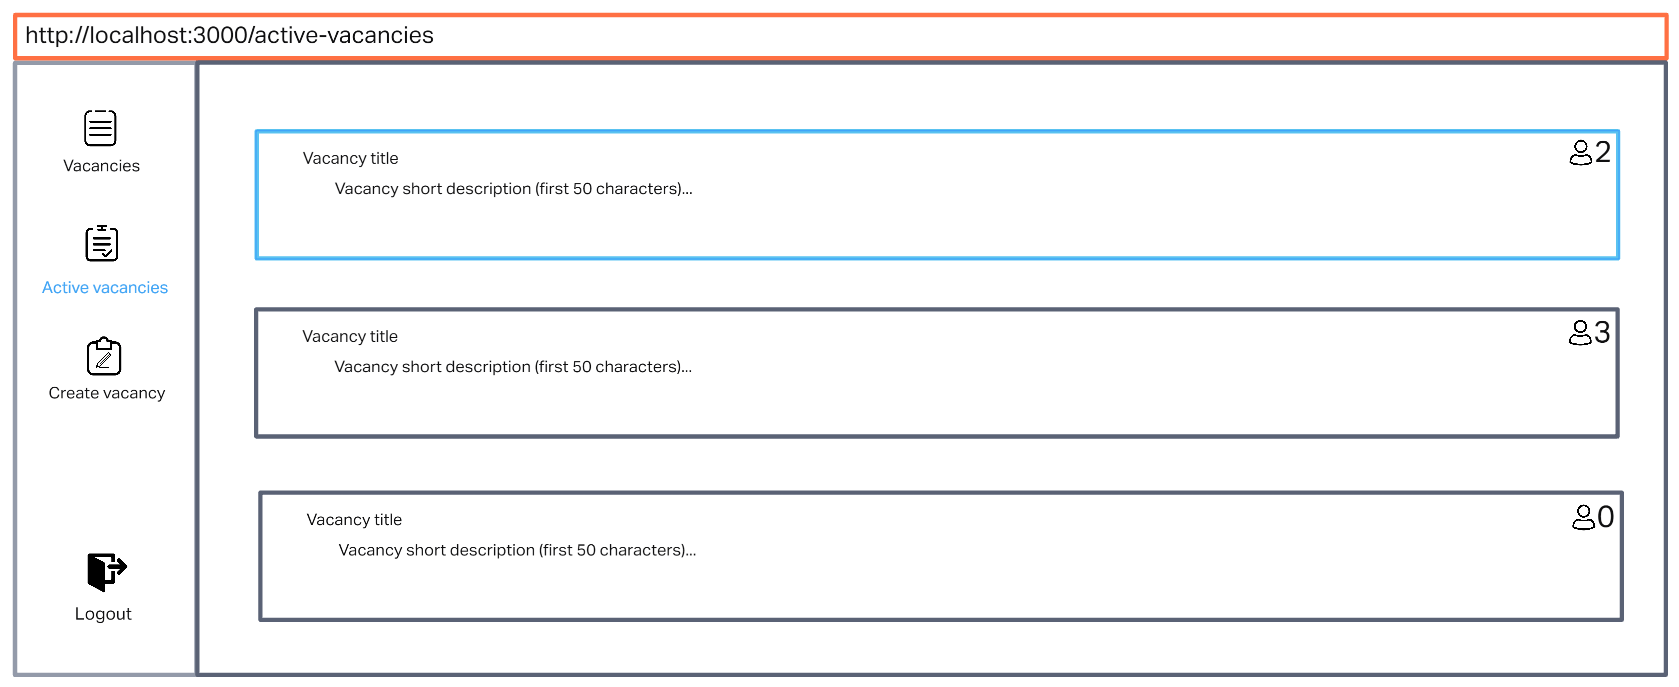 http://localhost:3000/active-vacancies
Vacancies
Active vacancies
Create vacancy
Logout
Vacancy title
2
Vacancy short description (first 50 characters)...
Vacancy title
3
Vacancy short description (first 50 characters)...
Vacancy title
0
Vacancy short description (first 50 characters)...